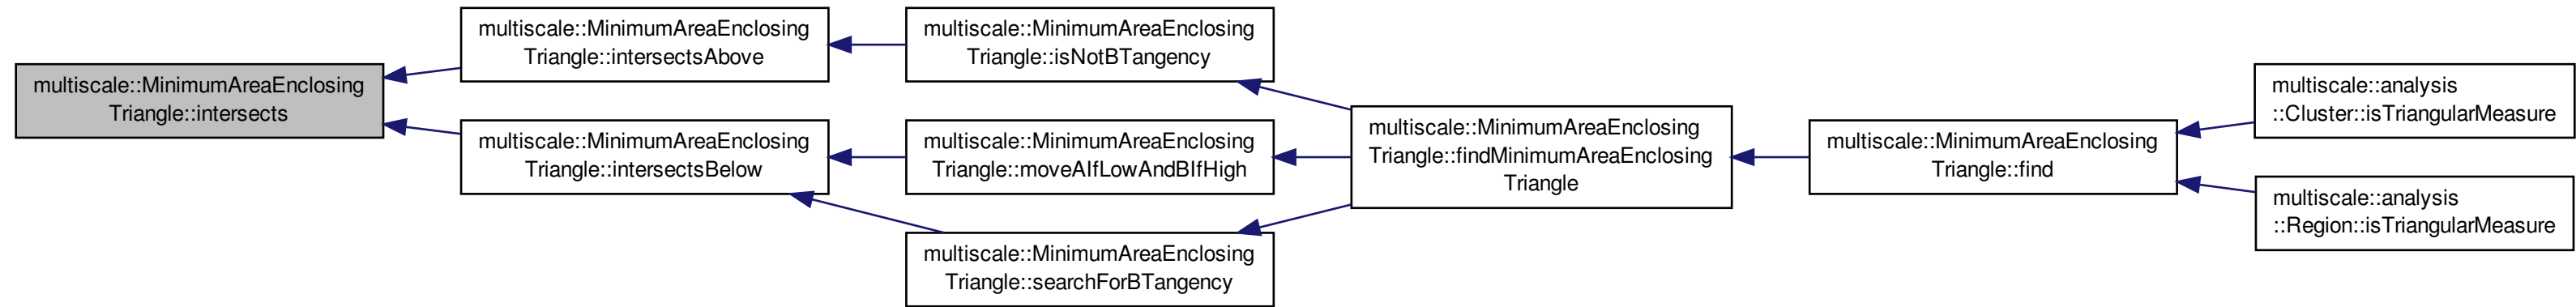 multiscale::MinimumAreaEnclosing
Triangle::intersects
multiscale::MinimumAreaEnclosing
Triangle::intersectsAbove
multiscale::MinimumAreaEnclosing
Triangle::intersectsBelow
multiscale::MinimumAreaEnclosing
Triangle::isNotBTangency
multiscale::MinimumAreaEnclosing
Triangle::moveAIfLowAndBIfHigh
multiscale::MinimumAreaEnclosing
Triangle::searchForBTangency
multiscale::MinimumAreaEnclosing
Triangle::findMinimumAreaEnclosing
Triangle
multiscale::MinimumAreaEnclosing
Triangle::find
multiscale::analysis
::Cluster::isTriangularMeasure
multiscale::analysis
::Region::isTriangularMeasure